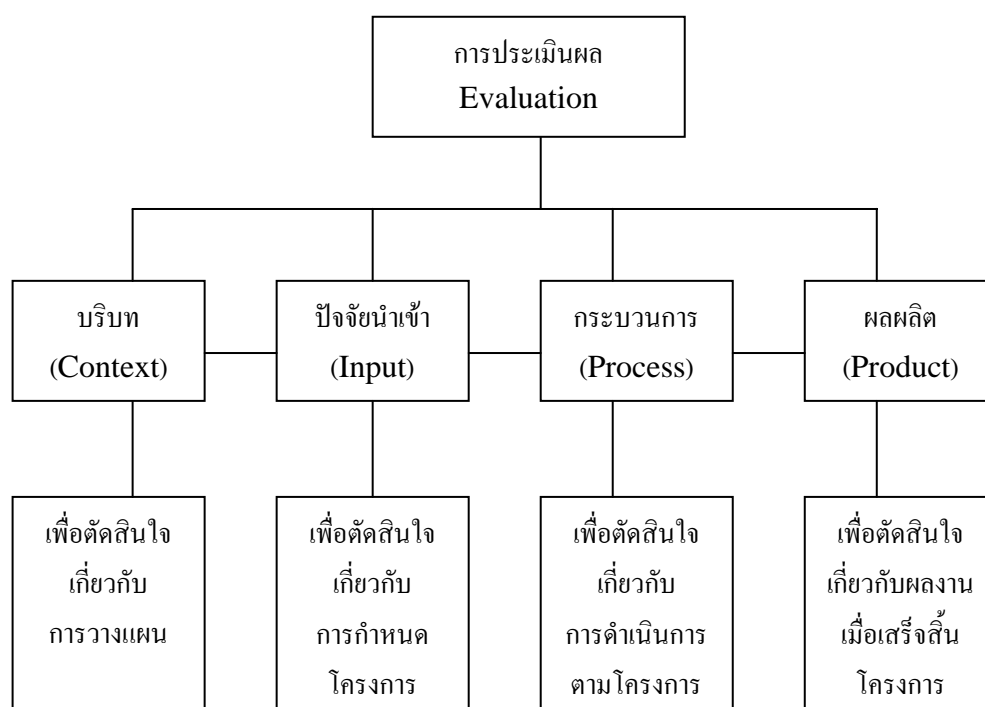 การประเมินผล
Evaluation
บริบท
(Context)
ปัจจัยนำเข้า
(Input)
กระบวนการ
(Process)
ผลผลิต
(Product)
เพื่อตัดสินใจ
เกี่ยวกับ
การวางแผน
เพื่อตัดสินใจ
เกี่ยวกับ
การกำหนด
โครงการ
เพื่อตัดสินใจ
เกี่ยวกับ
การดำเนินการ
ตามโครงการ
เพื่อตัดสินใจ
เกี่ยวกับผลงาน
เมื่อเสร็จสิ้น
โครงการ